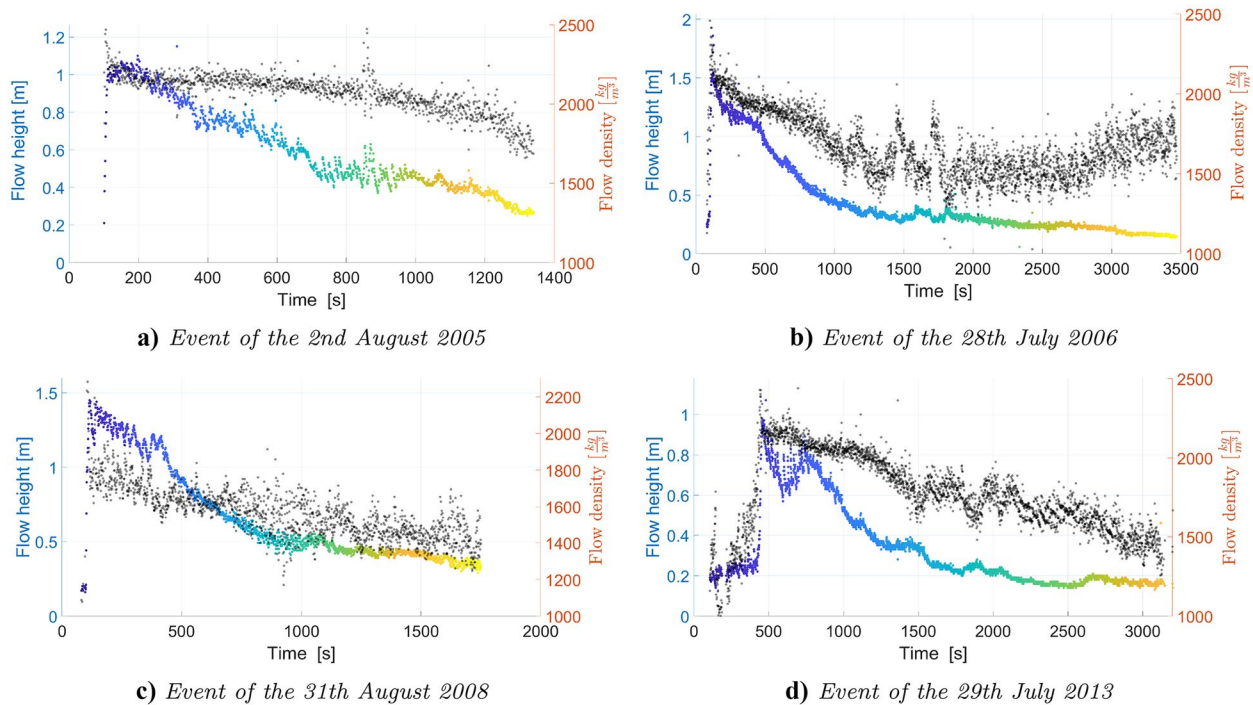 2500
1.2
1
0.8
0.6
0.4
0.2
0
2000
1500
1000
Flow height [m]
Flow density [kg/m³]
0 200 400 600 800 1000 1200 1400
Time [s]
a) Event of the 2nd August 2005
2
1.5
1
0.5
0
2500
2000
1500
1000
Flow height [m]
Flow density [kg/m³]
0 500 1000 1500 2000 2500 3000 3500
Time [s]
b) Event of the 28th July 2006
1.5
1
0.5
0
2200
2000
1800
1600
1400
1200
1000
Flow height [m]
Flow density [kg/m³]
0 500 1000 1500 2000
Time [s]
c) Event of the 31th August 2008
1
0.8
0.6
0.4
0.2
0
2500
2000
1500
1000
Flow height [m]
Flow density [kg/m³]
0 500 1000 1500 2000 2500 3000
Time [s]
d) Event of the 29th July 2013